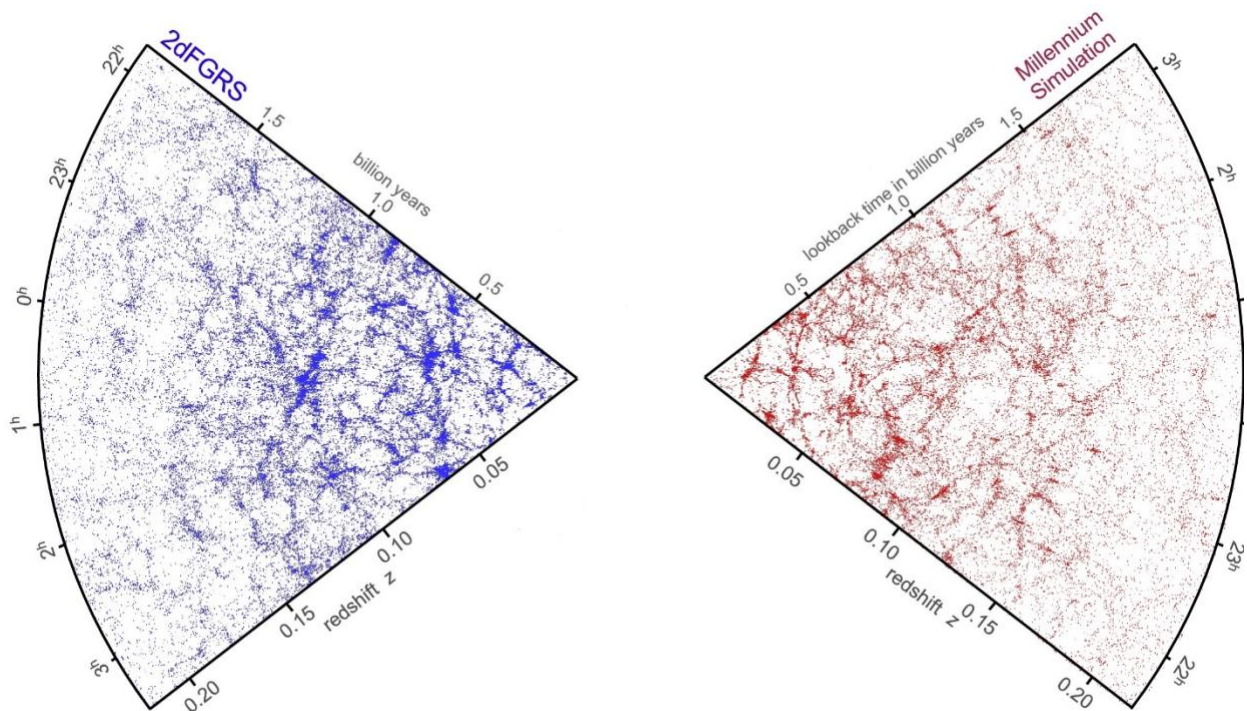 2dFGRS
22ʰ
23ʰ
0ʰ
1ʰ
2ʰ
3ʰ
1.5
billion years
1.0
0.5
0.05
0.10
0.15
0.20
redshift z
Millennium
Simulation
3ʰ
2ʰ
23ʰ
22ʰ
1.5
lookback time in billion years
1.0
0.5
0.05
0.10
0.15
0.20
redshift z